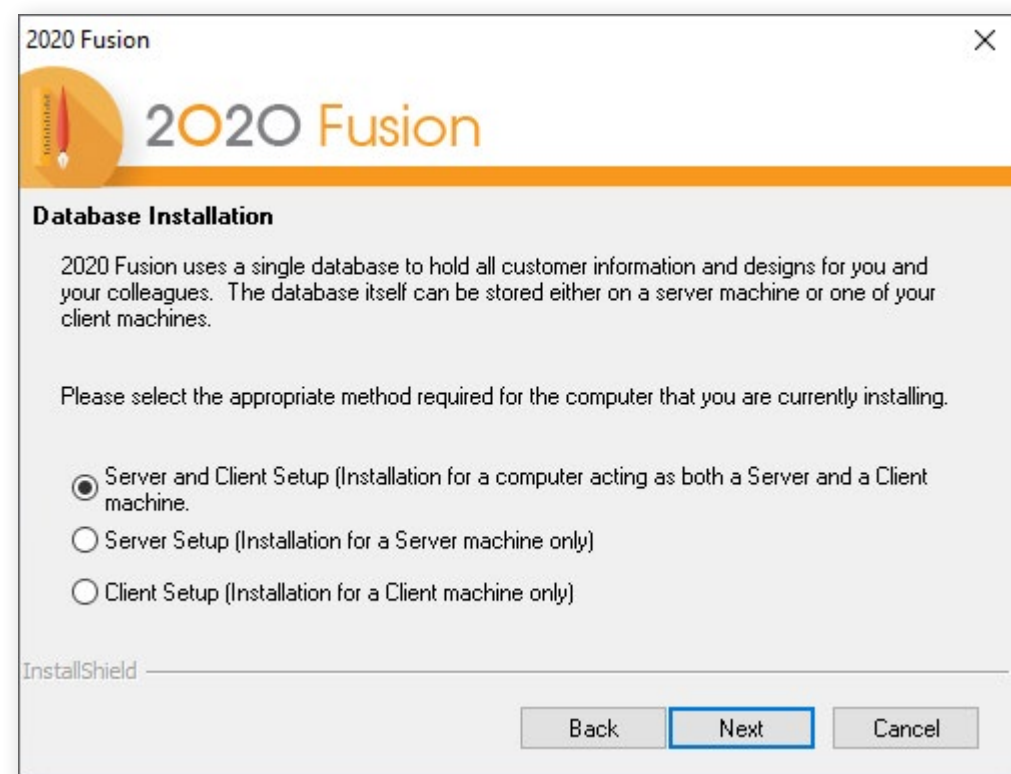 2020 Fusion
2020 Fusion
Database Installation
2020 Fusion uses a single database to hold all customer information and designs for you and
your colleagues. The database itself can be stored either on a server machine or one of your
client machines.
Please select the appropriate method required for the computer that you are currently installing.
Server and Client Setup (Installation for a computer acting as both a Server and a Client
machine.
Server Setup (Installation for a Server machine only)
Client Setup (Installation for a Client machine only)
InstallShield
Back Next Cancel